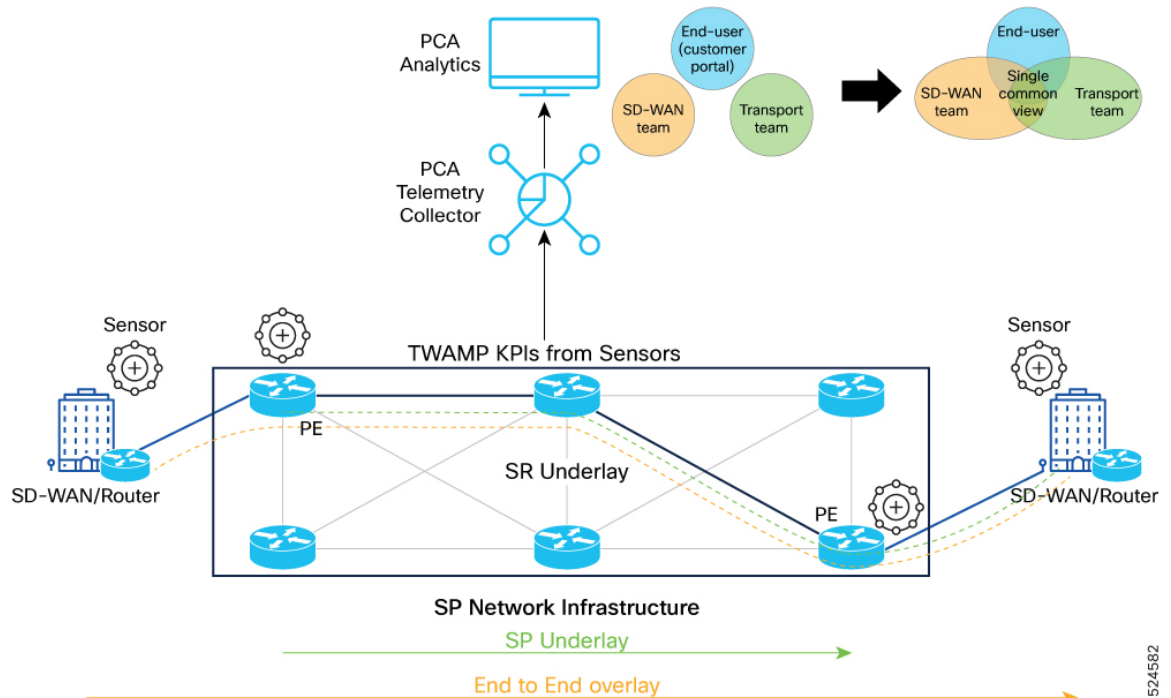 PCA
Analytics
End-user
(customer
portal)
SD-WAN
team
Transport
team
End-user
SD-WAN
team
Single
common
view
Transport
team
PCA
Telemetry
Collector
Sensor
TWAMP KPIs from Sensors
Sensor
PE
SR Underlay
PE
SD-WAN/Router
SD-WAN/Router
SP Network Infrastructure
SP Underlay
End to End overlay
524582